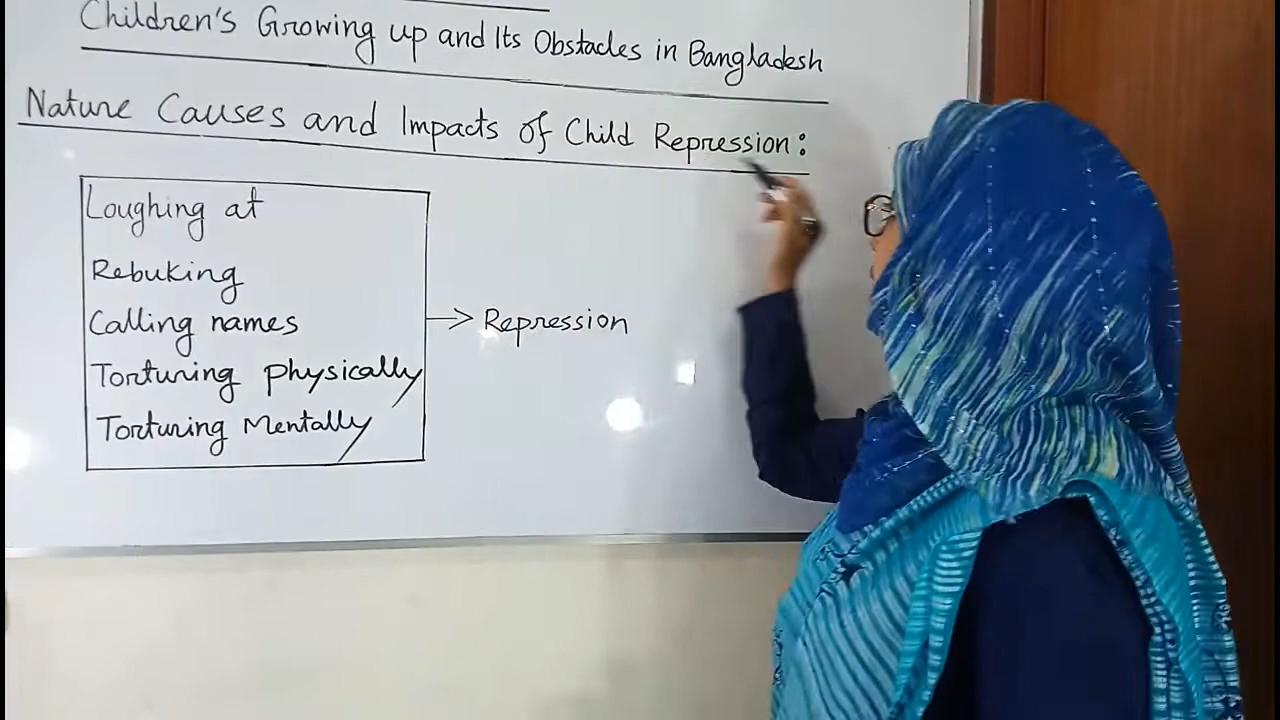 Children's Growing up and Its Obstacles in Bangladesh
Nature Causes and Impacts of Child Repression:
Loughing at
Rebuking
Calling names
Torturing physically
Torturing Mentally
Repression